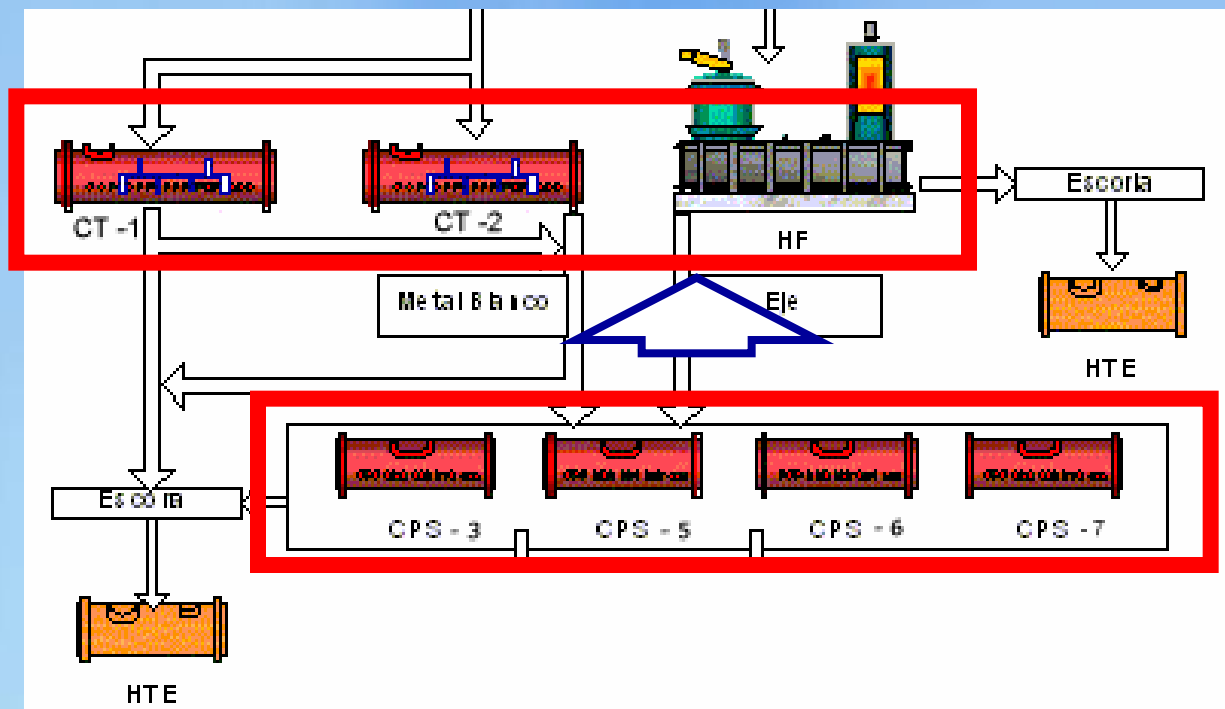 CT -1
CT -2
HF
Escoria
HTE
Metal Blanco
Eje
Escoria
CPS - 3
CPS - 5
CPS - 6
CPS - 7
HTE